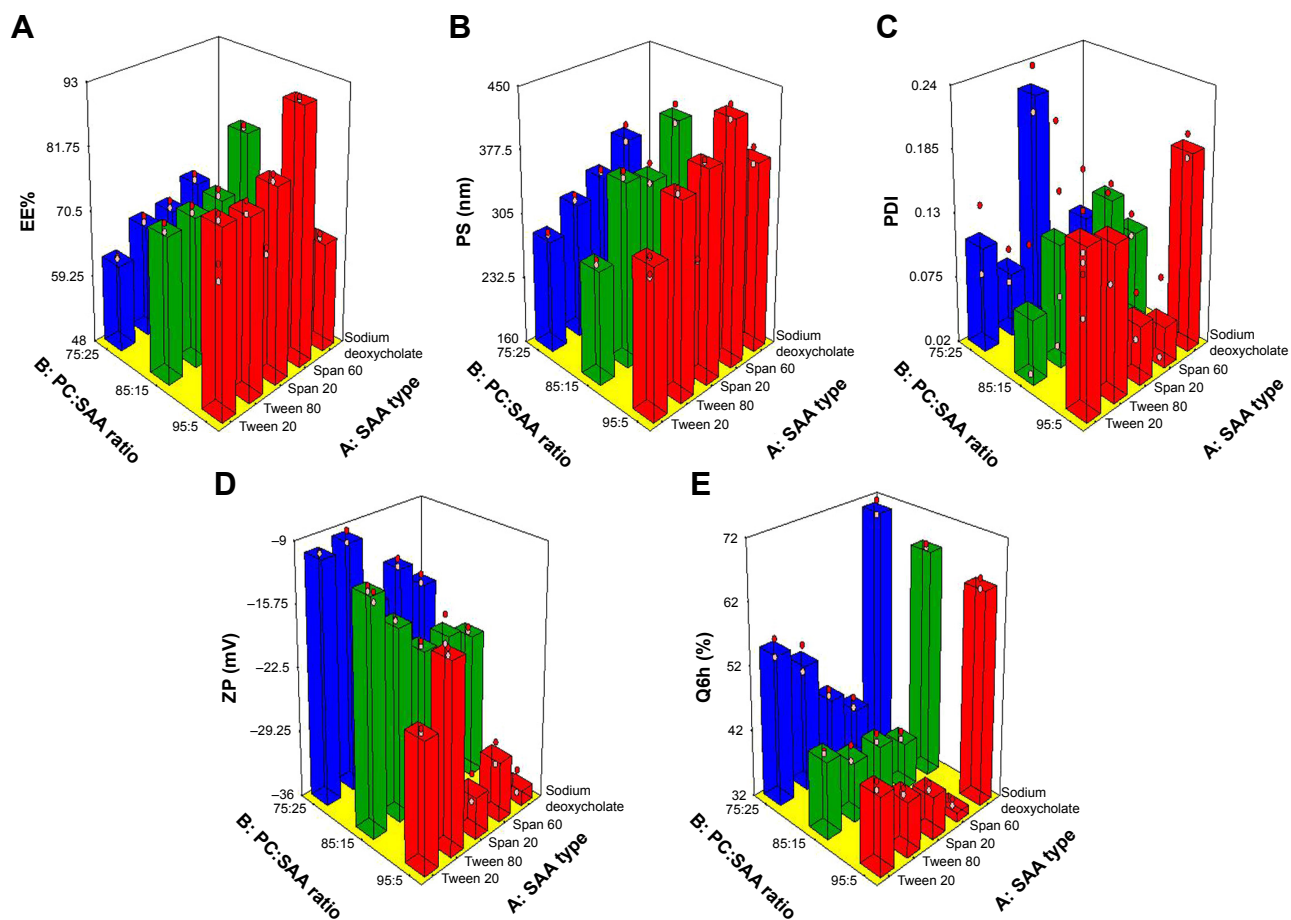 A
EE%
93
81.75
70.5
59.25
48
75:25
85:15
95:5
B: PC:SAA ratio
Tween 20
Tween 80
Span 20
Span 60
Sodium
deoxycholate
A: SAA type
B
PS (nm)
450
377.5
305
232.5
160
75:25
85:15
95:5
B: PC:SAA ratio
Tween 20
Tween 80
Span 20
Span 60
Sodium
deoxycholate
A: SAA type
C
PDI
0.24
0.185
0.13
0.075
0.02
75:25
85:15
95:5
B: PC:SAA ratio
Tween 20
Tween 80
Span 20
Span 60
Sodium
deoxycholate
A: SAA type
D
ZP (mV)
–9
–15.75
–22.5
–29.25
–36
75:25
85:15
95:5
B: PC:SAA ratio
Tween 20
Tween 80
Span 20
Span 60
Sodium
deoxycholate
A: SAA type
E
Q6h (%)
72
62
52
42
32
75:25
85:15
95:5
B: PC:SAA ratio
Tween 20
Tween 80
Span 20
Span 60
Sodium
deoxycholate
A: SAA type